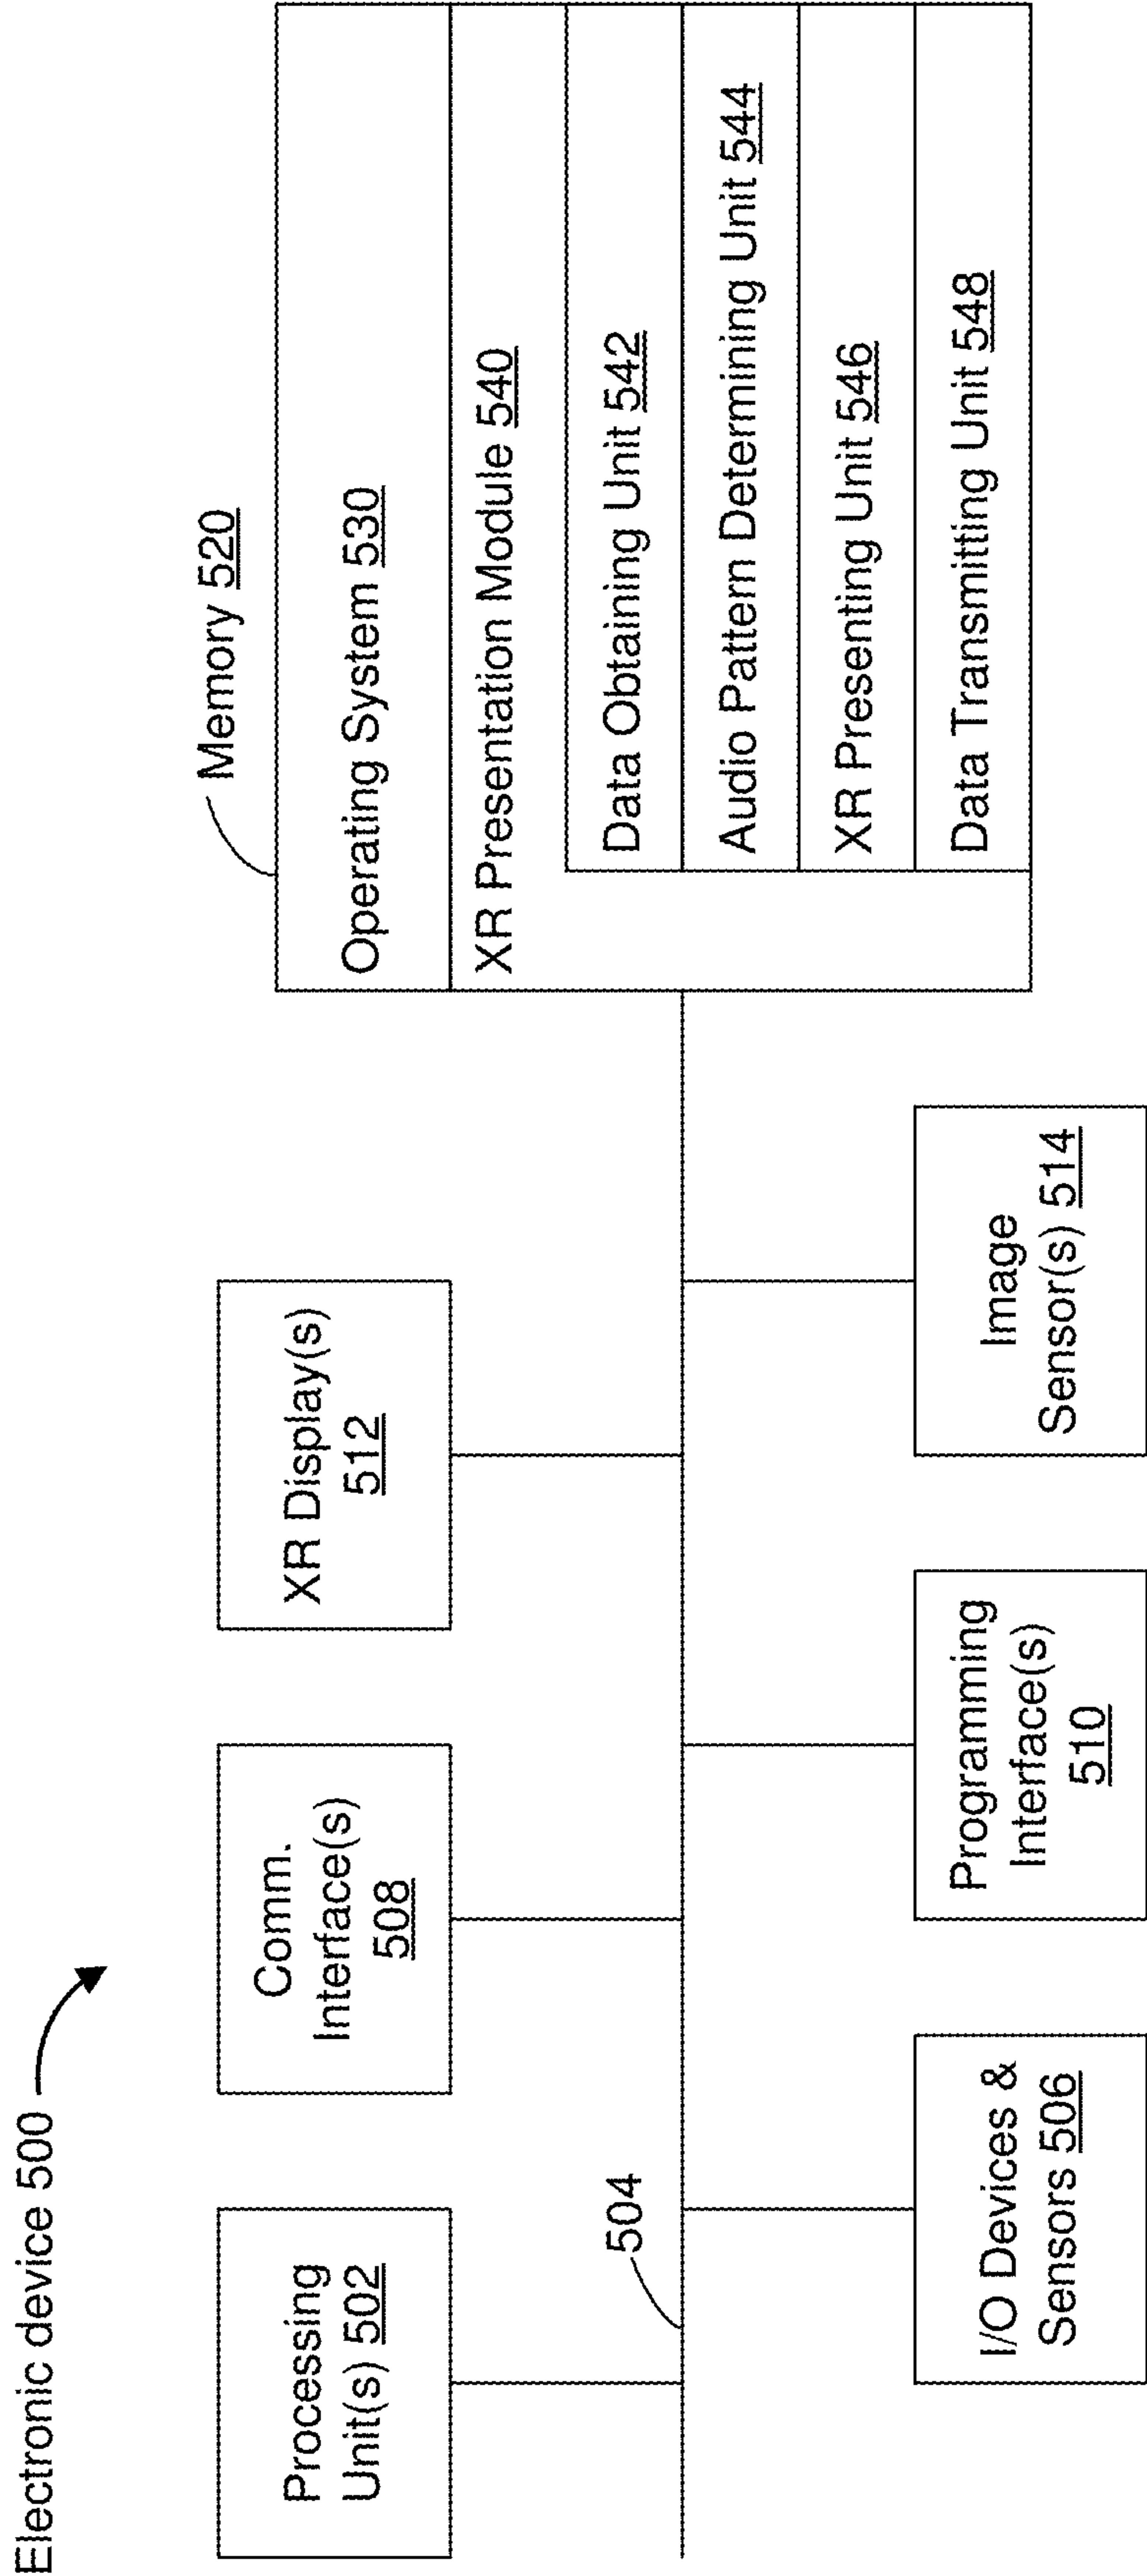 Electronic device 500
Processing
Unit(s) 502
Comm.
Interface(s)
508
XR Display(s)
512
Memory 520
Operating System 530
XR Presentation Module 540
Data Obtaining Unit 542
Audio Pattern Determining Unit 544
XR Presenting Unit 546
Data Transmitting Unit 548
504
I/O Devices &
Sensors 506
Programming
Interface(s)
510
Image
Sensor(s) 514